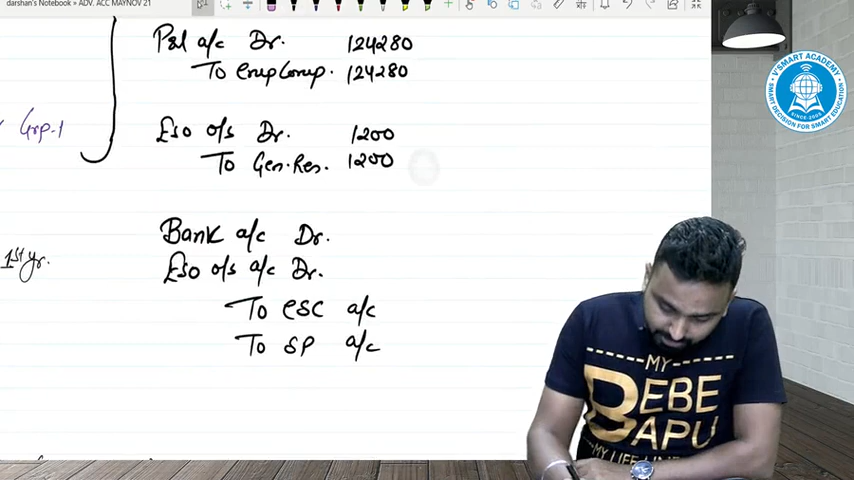 darshan's Notebook » ADV. ACC MAYNOV 21
P&l a/c Dr. 124280
To emp Comp. 124280
Grp.1
ESO o/s Dr. 1200
To Gen. Res. 1200
Bank a/c Dr.
1st yr.
ESO o/s a/c Dr.
To ESC a/c
To SP a/c
V'SMART ACADEMY
SMART DECISION FOR SMART EDUCATION
SINCE-2003
MY
BEBE
BAPU
MY LIFE LINE